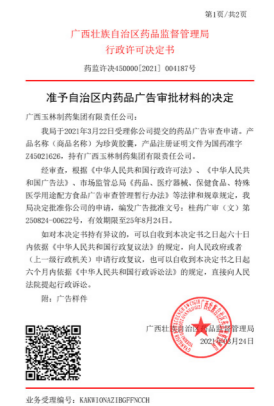 第1页/共2页
广西壮族自治区药品监督管理局
行政许可决定书
药监许决450000[2021] 004187号
准予自治区内药品广告审批材料的决定
广西玉林制药集团有限责任公司：
我局于2021年3月22日受理你公司提交的药品广告审查申请。产
品名称（商品名称）为珍黄胶囊，产品注册证明文件为国药准字
Z45021626，持有广西玉林制药集团有限责任公司。
经审查，根据《中华人民共和国行政许可法》、《中华人民共
和国广告法》、市场监管总局《药品、医疗器械、保健食品、特殊
医学用途配方食品广告审查管理暂行办法》等法律和规章规定，我
局决定批准你公司的申请，编发广告批准文号：桂药广审（文）第
250824-00622号，有效期限至25年8月24日。
如对本决定书持有异议的，可以自收到本决定书之日起六十日
内依据《中华人民共和国行政复议法》的规定，向人民政府或者
（上一级行政机关）申请行政复议，也可以自收到本决定书之日起
六个月内依据《中华人民共和国行政诉讼法》的规定，直接向人民
法院提起行政诉讼。
附：广告样件
广西壮族自治区药品监督管理局
2021年03月24日
业务受理编号：KAKWIONAZIBGFFNCCH